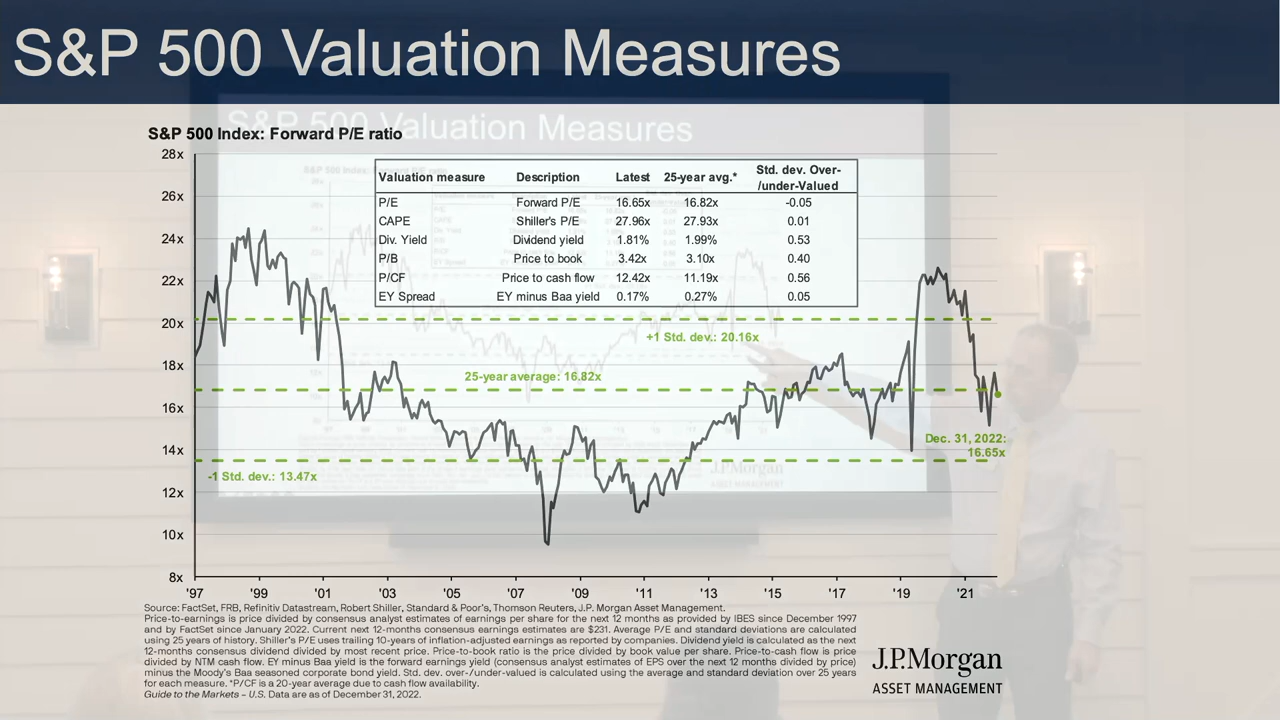 S&P 500 Valuation Measures
S&P 500 Index: Forward P/E ratio
Valuation measure Description Latest 25-year avg.* Std. dev. Over-/under-Valued
P/E Forward P/E 16.65x 16.82x -0.05
CAPE Shiller's P/E 27.96x 27.93x 0.01
Div. Yield Dividend yield 1.81% 1.99% 0.53
P/B Price to book 3.42x 3.10x 0.40
P/CF Price to cash flow 12.42x 11.19x 0.56
EY Spread EY minus Baa yield 0.17% 0.27% 0.05
28x
26x
24x
22x
20x
18x
16x
14x
12x
10x
8x
+1 Std. dev.: 20.16x
25-year average: 16.82x
Dec. 31, 2022:
16.65x
-1 Std. dev.: 13.47x
'97 '99 '01 '03 '05 '07 '09 '11 '13 '15 '17 '19 '21
Source: FactSet, FRB, Refinitiv Datastream, Robert Shiller, Standard & Poor's, Thomson Reuters, J.P. Morgan Asset Management.
Price-to-earnings is price divided by consensus analyst estimates of earnings per share for the next 12 months as provided by IBES since December 1997
and by FactSet since January 2022. Current next 12-months consensus earnings estimates are $231. Average P/E and standard deviations are calculated
using 25 years of history. Shiller's P/E uses trailing 10-years of inflation-adjusted earnings as reported by companies. Dividend yield is calculated as the next
12-months consensus dividend divided by most recent price. Price-to-book ratio is the price divided by book value per share. Price-to-cash flow is price
divided by NTM cash flow. EY minus Baa yield is the forward earnings yield (consensus analyst estimates of EPS over the next 12 months divided by price)
minus the Moody's Baa seasoned corporate bond yield. Std. dev. over-/under-valued is calculated using the average and standard deviation over 25 years
for each measure. *P/CF is a 20-year average due to cash flow availability.
Guide to the Markets – U.S. Data are as of December 31, 2022.
J.P.Morgan
ASSET MANAGEMENT
S&P 500 Valuation Measures
J.P.Morgan
ASSET MANAGEMENT